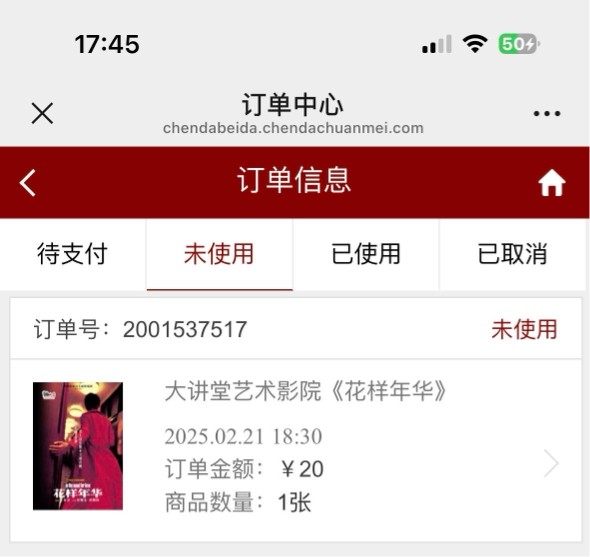 17:45
50
订单中心
chendabeida.chendachuanmei.com
订单信息
待支付 未使用 已使用 已取消
订单号：2001537517 未使用
大讲堂艺术影院《花样年华》
2025.02.21 18:30
订单金额：￥20
商品数量：1张
花样年华